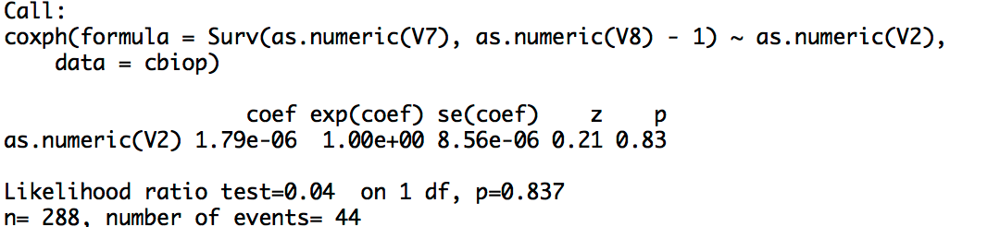 Call:
coxph(formula = Surv(as.numeric(V7), as.numeric(V8) - 1) ~ as.numeric(V2),
    data = cbiop)

                coef exp(coef) se(coef)    z    p
as.numeric(V2) 1.79e-06  1.00e+00 8.56e-06 0.21 0.83

Likelihood ratio test=0.04  on 1 df, p=0.837
n= 288, number of events= 44